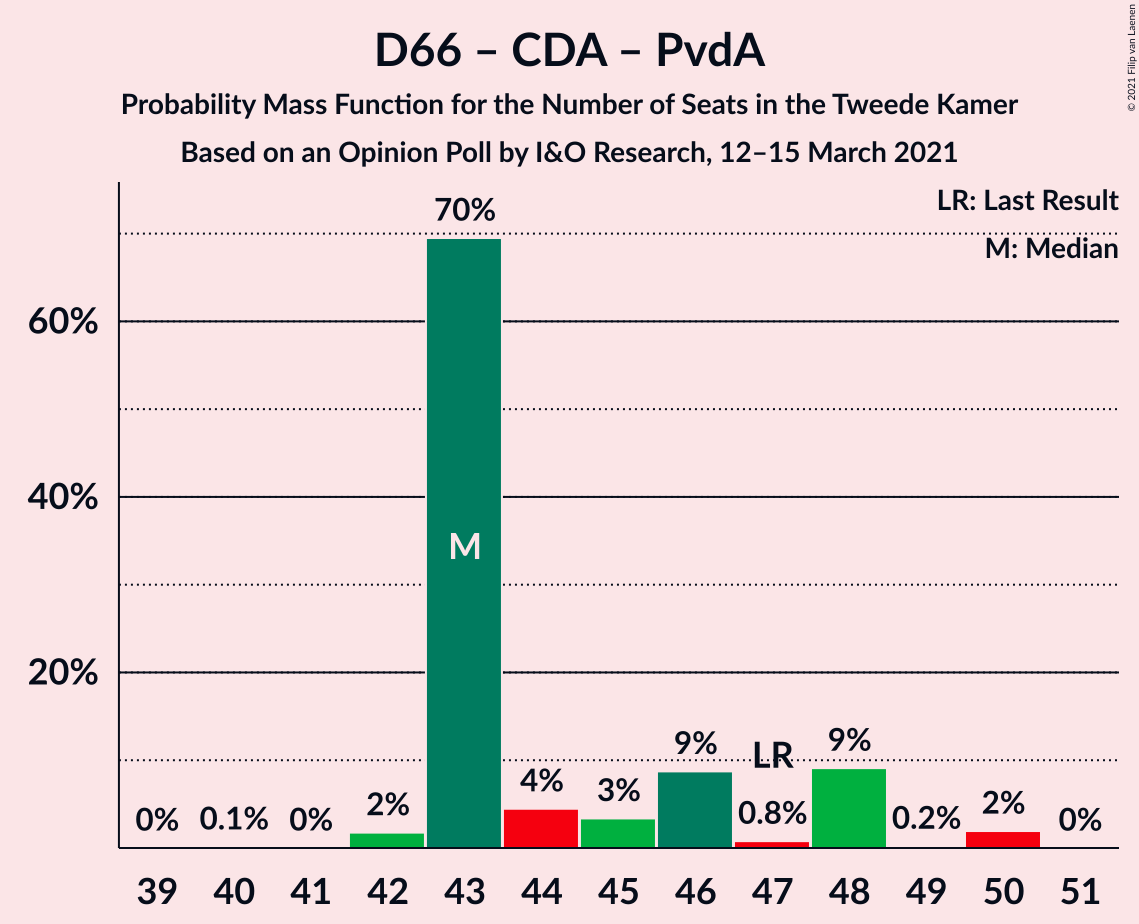 D66 – CDA – PvdA
Probability Mass Function for the Number of Seats in the Tweede Kamer
Based on an Opinion Poll by I&O Research, 12–15 March 2021
© 2021 Filip van Laenen
LR: Last Result
M: Median
60%
40%
20%
0%
0.1%
0%
2%
70%
M
4%
3%
9%
LR
0.8%
9%
0.2%
2%
0%
39 40 41 42 43 44 45 46 47 48 49 50 51